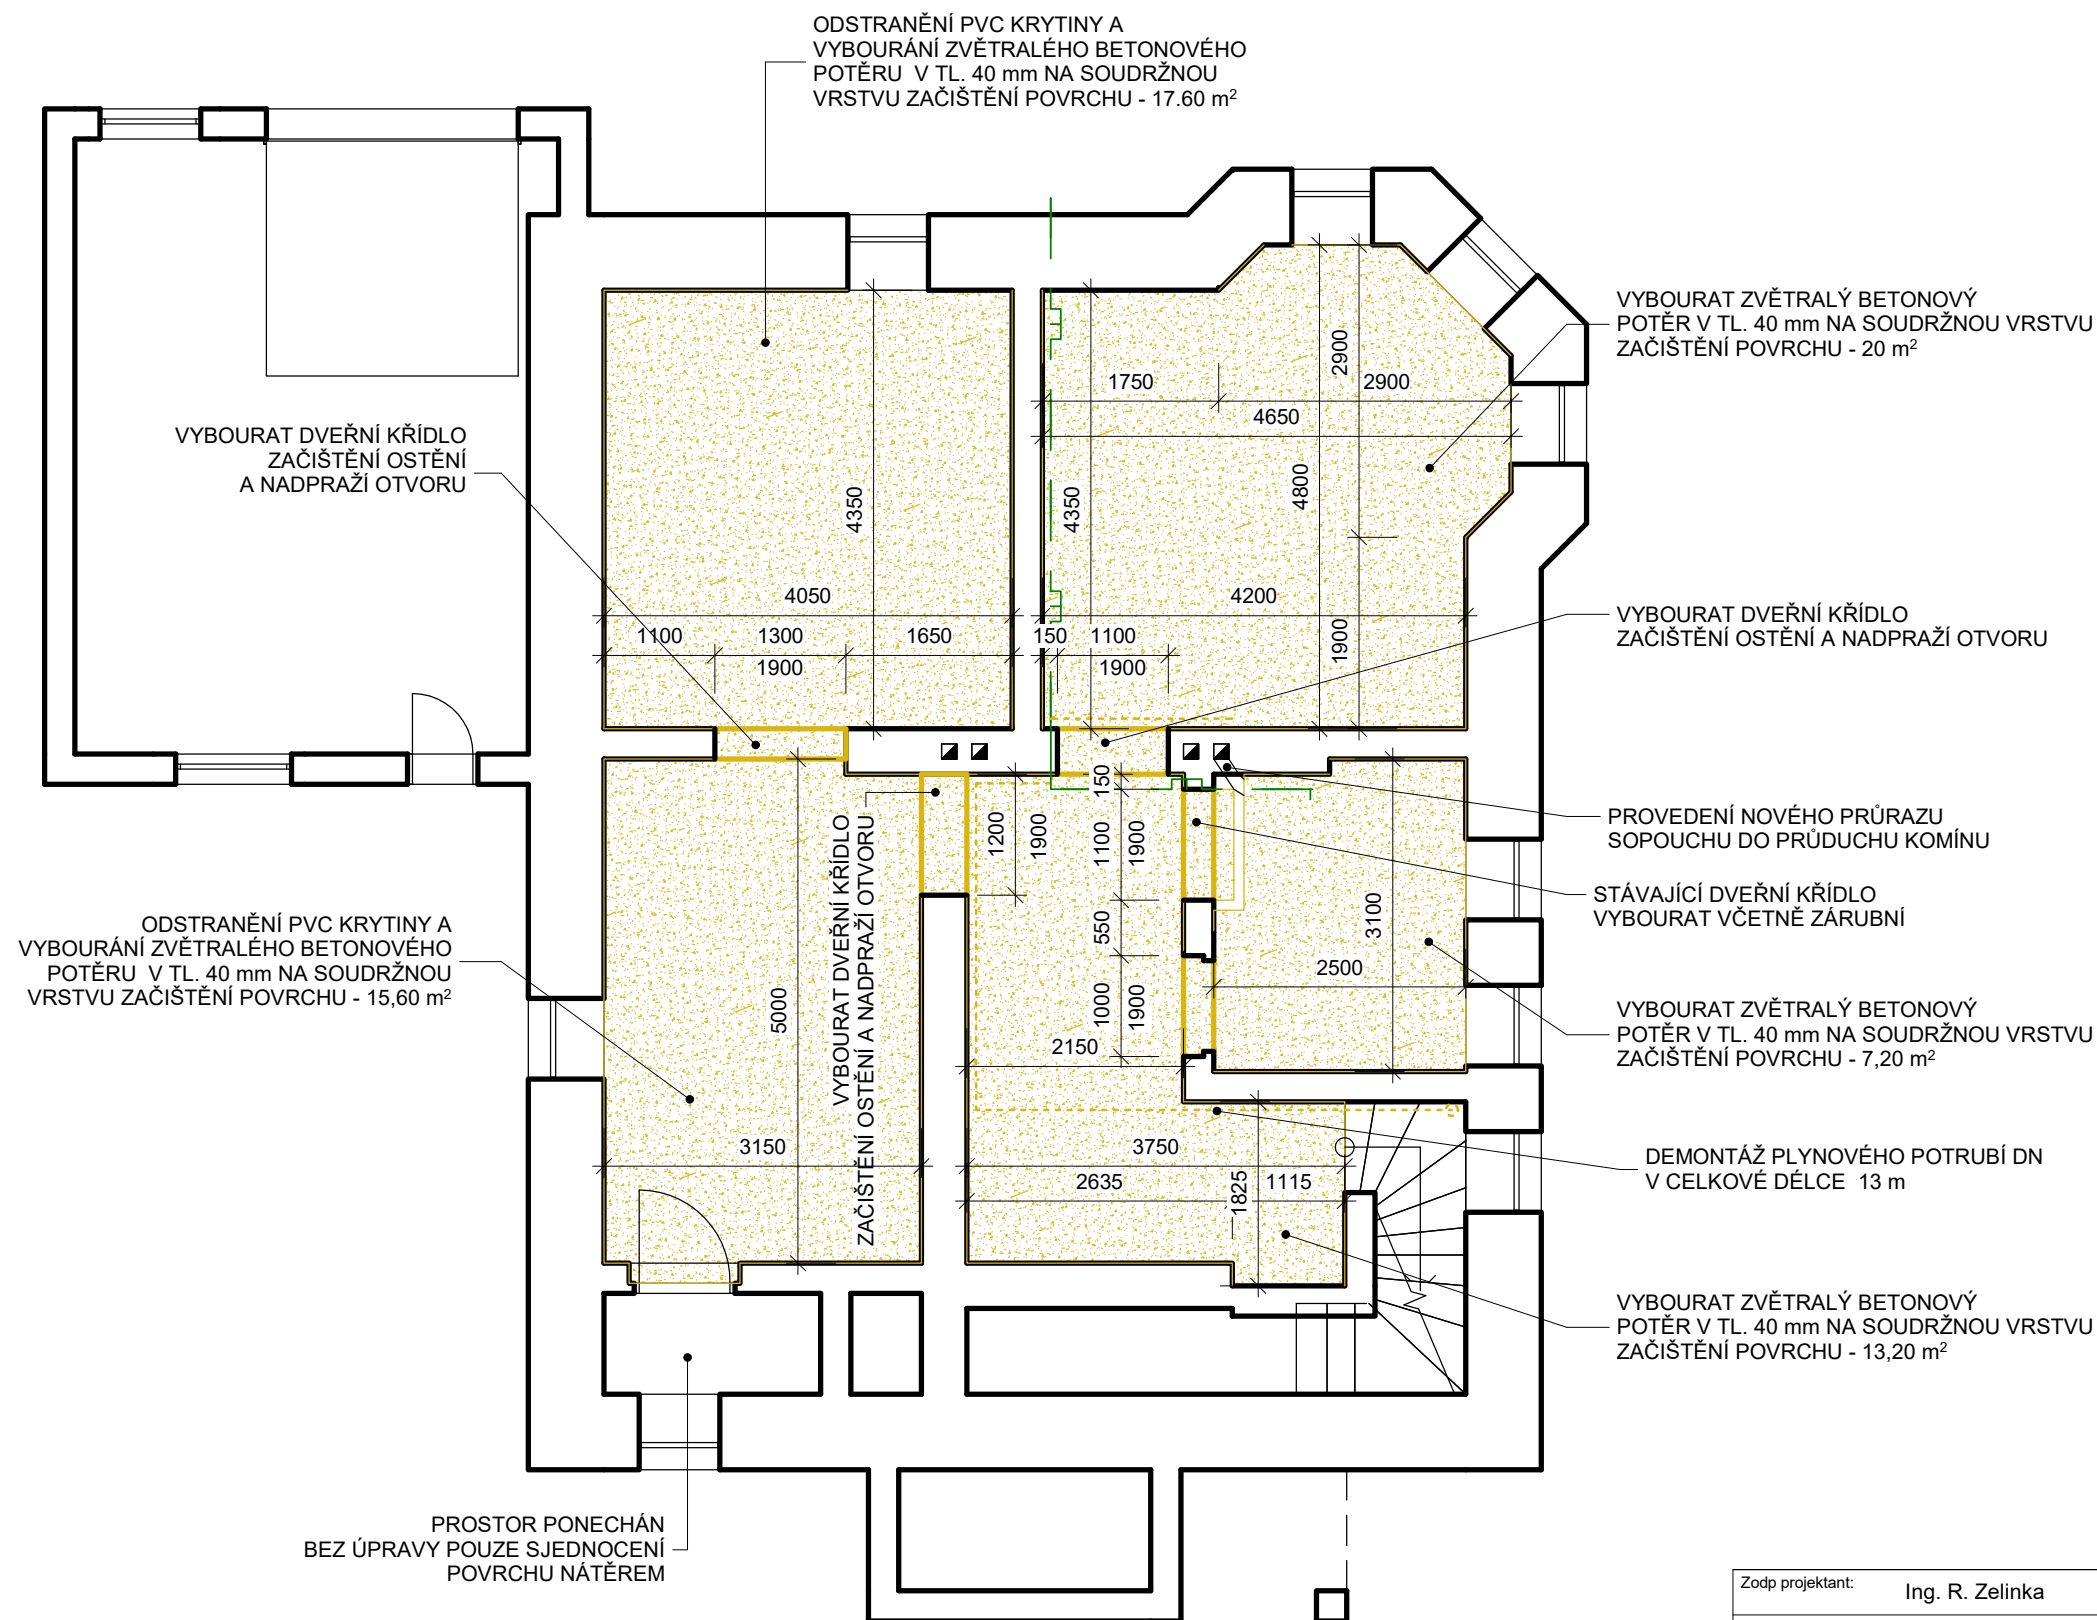 ODSTRANĚNÍ PVC KRYTINY A
VYBOURÁNÍ ZVĚTRALÉHO BETONOVÉHO
POTĚRU V TL. 40 mm NA SOUDRŽNOU
VRSTVU ZAČIŠTĚNÍ POVRCHU - 17.60 m²
VYBOURAT ZVĚTRALÝ BETONOVÝ
POTĚR V TL. 40 mm NA SOUDRŽNOU VRSTVU
ZAČIŠTĚNÍ POVRCHU - 20 m²
VYBOURAT DVEŘNÍ KŘÍDLO
ZAČIŠTĚNÍ OSTĚNÍ
A NADPRAŽÍ OTVORU
2900
2900
1750
4650
4800
4350
4350
4050
4200
1100
1300
1650
150
1100
1900
1900
1900
VYBOURAT DVEŘNÍ KŘÍDLO
ZAČIŠTĚNÍ OSTĚNÍ A NADPRAŽÍ OTVORU
PROVEDENÍ NOVÉHO PRŮRAZU
SOPOUCHU DO PRŮDUCHU KOMÍNU
STÁVAJÍCÍ DVEŘNÍ KŘÍDLO
VYBOURAT VČETNĚ ZÁRUBNÍ
VYBOURAT DVEŘNÍ KŘÍDLO
ZAČIŠTĚNÍ OSTĚNÍ A NADPRAŽÍ OTVORU
150
1200
1900
1100
1900
550
1000
1900
3100
2500
5000
2150
3150
3750
2635
1825
1115
ODSTRANĚNÍ PVC KRYTINY A
VYBOURÁNÍ ZVĚTRALÉHO BETONOVÉHO
POTĚRU V TL. 40 mm NA SOUDRŽNOU
VRSTVU ZAČIŠTĚNÍ POVRCHU - 15,60 m²
VYBOURAT ZVĚTRALÝ BETONOVÝ
POTĚR V TL. 40 mm NA SOUDRŽNOU VRSTVU
ZAČIŠTĚNÍ POVRCHU - 7,20 m²
DEMONTÁŽ PLYNOVÉHO POTRUBÍ DN
V CELKOVÉ DÉLCE 13 m
VYBOURAT ZVĚTRALÝ BETONOVÝ
POTĚR V TL. 40 mm NA SOUDRŽNOU VRSTVU
ZAČIŠTĚNÍ POVRCHU - 13,20 m²
PROSTOR PONECHÁN
BEZ ÚPRAVY POUZE SJEDNOCENÍ
POVRCHU NÁTĚREM
Zodp projektant:
Ing. R. Zelinka